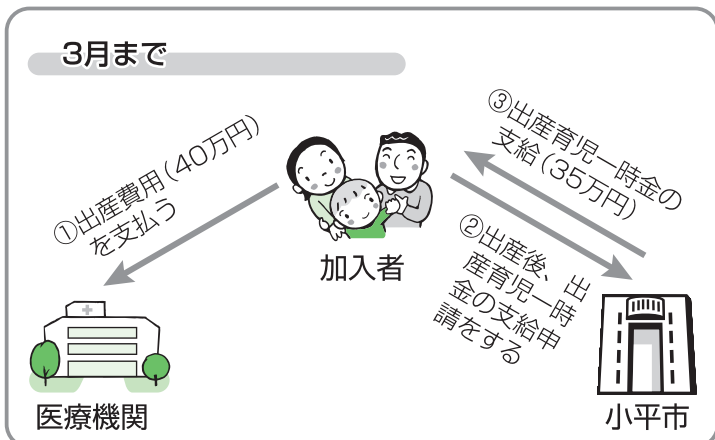 3月まで
①出産費用(40万円)
を支払う
③出産育児一時金の
支給(35万円)
②出産後、出
産育児一時
金の支給申
請をする
加入者
医療機関
小平市